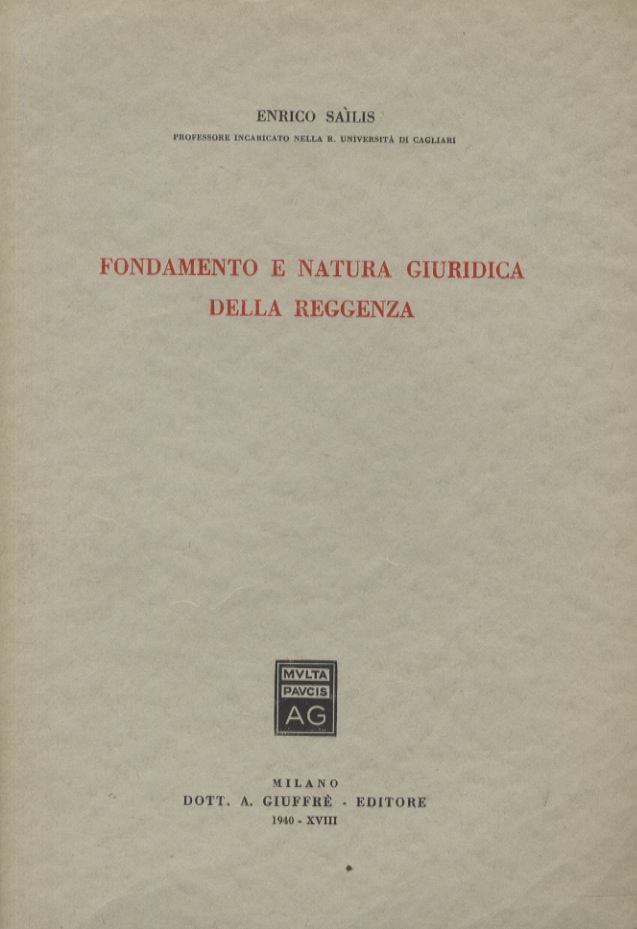 ENRICO SAÌLIS
PROFESSORE INCARICATO NELLA R. UNIVERSITÀ DI CAGLIARI
FONDAMENTO E NATURA GIURIDICA
DELLA REGGENZA
MVLTA
PAVCIS
AG
MILANO
DOTT. A. GIUFFRÈ - EDITORE
1940 - XVIII